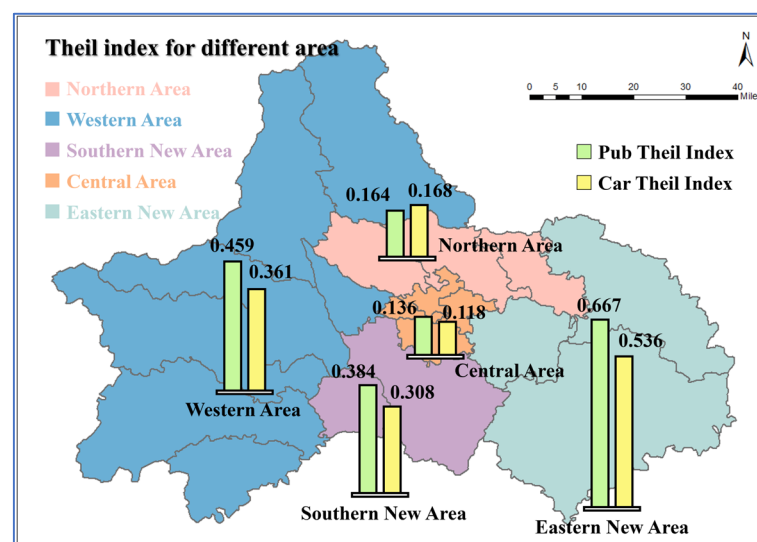 Theil index for different area
Northern Area
Western Area
Southern New Area
Central Area
Eastern New Area
N
0 5 10 20 30 40
Mile
Pub Theil Index
Car Theil Index
0.164
0.168
Northern Area
0.459
0.361
Western Area
0.136
0.118
Central Area
0.384
0.308
Southern New Area
0.667
0.536
Eastern New Area